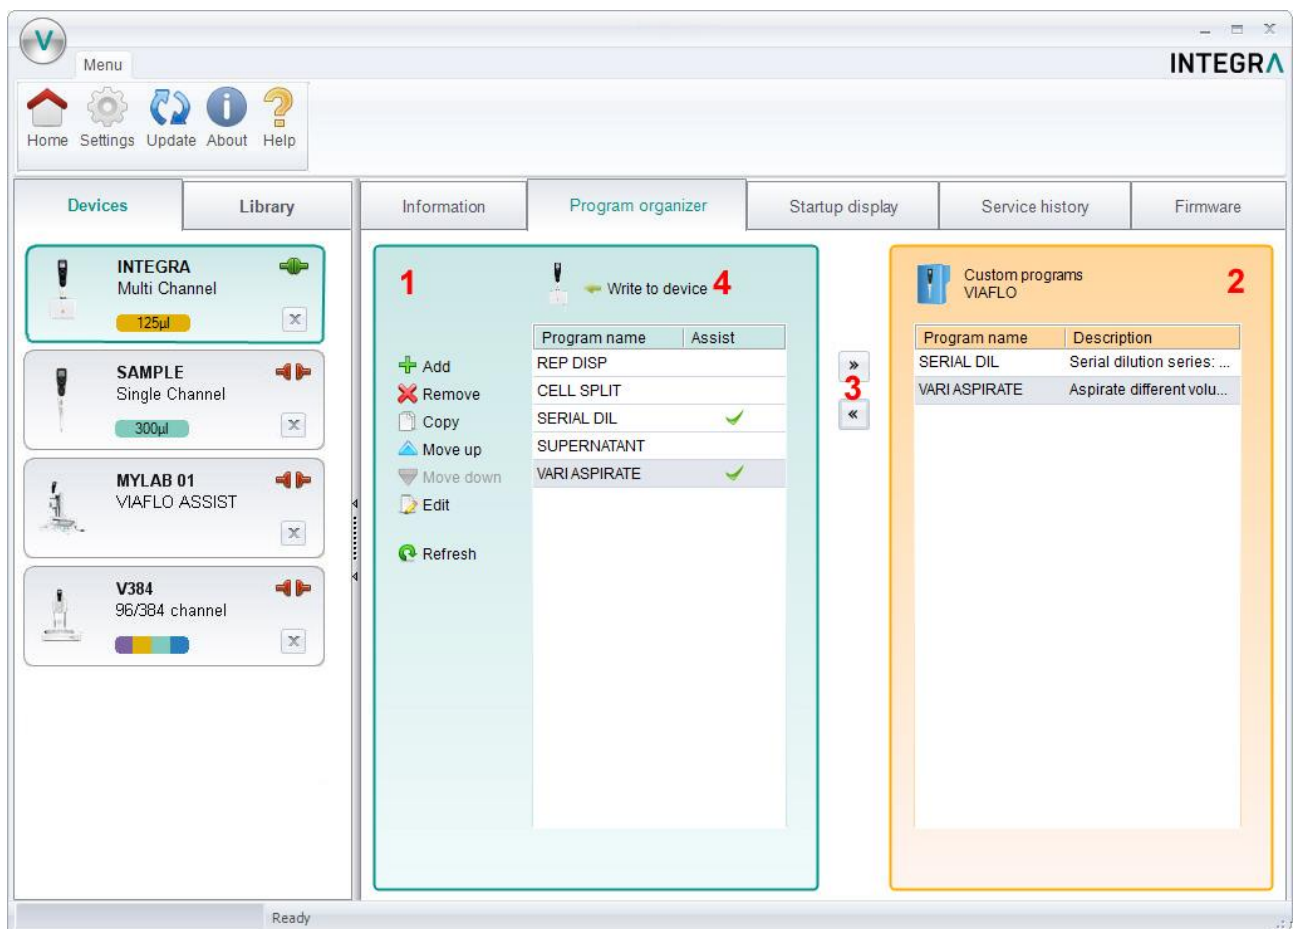 V
Menu
INTEGRA
Home Settings Update About Help
Devices Library
Information Program organizer Startup display Service history Firmware
INTEGRA
Multi Channel
125µl
x
SAMPLE
Single Channel
300µl
x
MYLAB 01
VIAFLO ASSIST
x
V384
96/384 channel
x
1
Write to device 4
Add
Remove
Copy
Move up
Move down
Edit
Refresh
Program name Assist
REP DISP
CELL SPLIT
SERIAL DIL
SUPERNATANT
VARI ASPIRATE
»
3
«
Custom programs
VIAFLO
2
Program name Description
SERIAL DIL Serial dilution series: ...
VARI ASPIRATE Aspirate different volu...
Ready